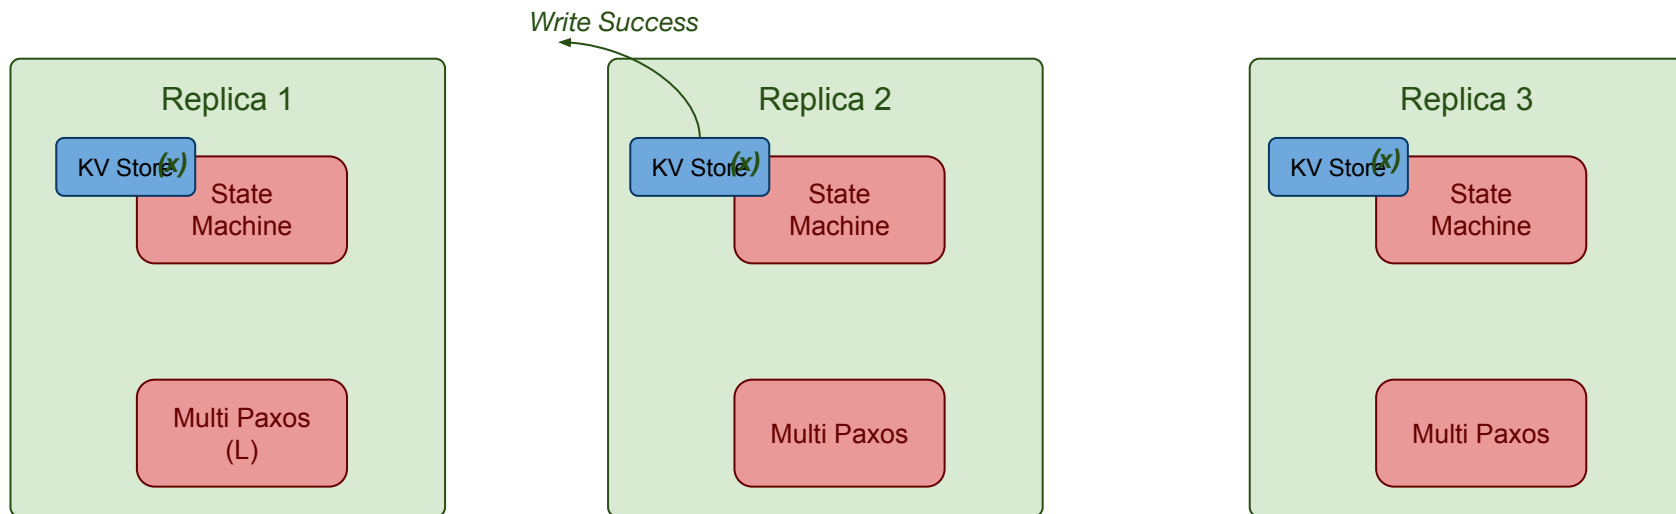 Write Success
Replica 1
KV Store (x)
State
Machine
Multi Paxos
(L)
Replica 2
KV Store (x)
State
Machine
Multi Paxos
Replica 3
KV Store (x)
State
Machine
Multi Paxos